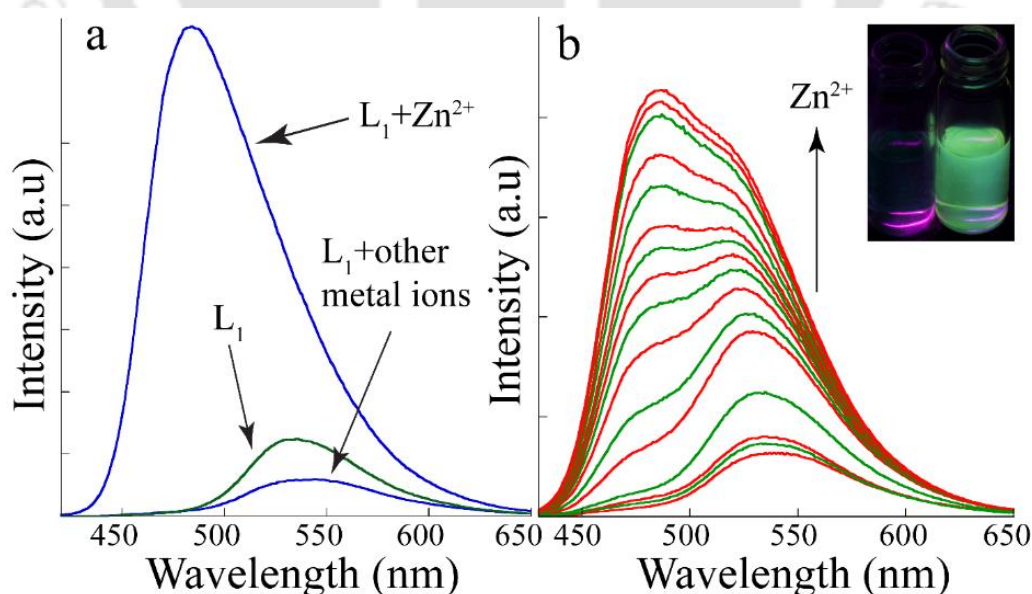 a
L₁+Zn²⁺
L₁+other
metal ions
L₁
Intensity (a.u)
450 500 550 600 650
Wavelength (nm)
b
Zn²⁺
Intensity (a.u)
450 500 550 600 650
Wavelength (nm)